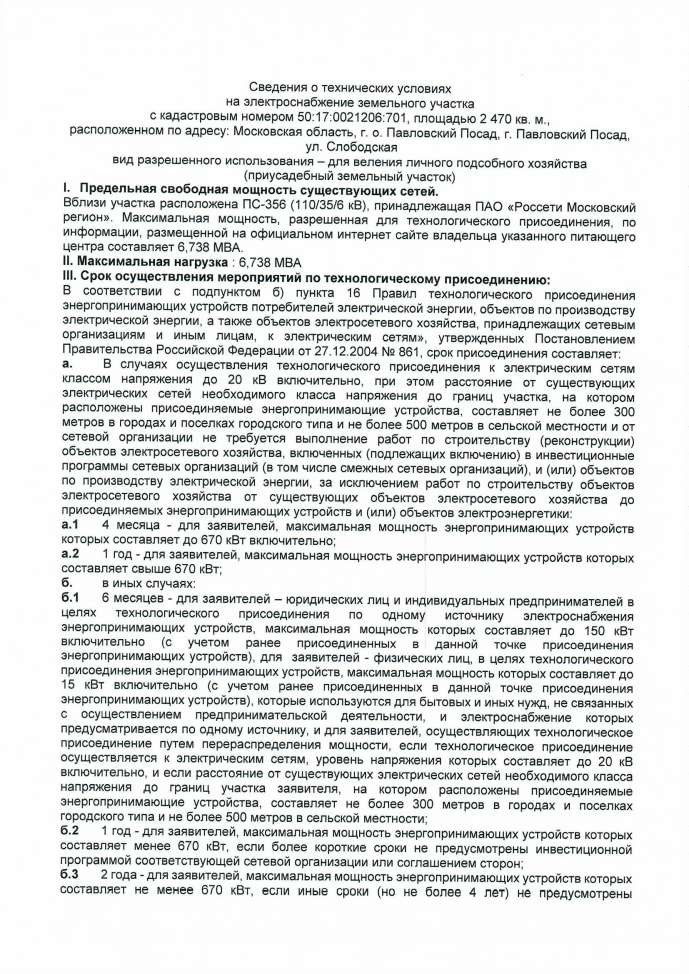 Сведения о технических условиях
на электроснабжение земельного участка
с кадастровым номером 50:17:0021206:701, площадью 2 470 кв. м.,
расположенном по адресу: Московская область, г. о. Павловский Посад, г. Павловский Посад,
ул. Слободская
вид разрешенного использования – для веления личного подсобного хозяйства
(приусадебный земельный участок)
I. Предельная свободная мощность существующих сетей.
Вблизи участка расположена ПС-356 (110/35/6 кВ), принадлежащая ПАО «Россети Московский
регион». Максимальная мощность, разрешенная для технологического присоединения, по
информации, размещенной на официальном интернет сайте владельца указанного питающего
центра составляет 6,738 МВА.
II. Максимальная нагрузка : 6,738 МВА
III. Срок осуществления мероприятий по технологическому присоединению:
В соответствии с подпунктом б) пункта 16 Правил технологического присоединения
энергопринимающих устройств потребителей электрической энергии, объектов по производству
электрической энергии, а также объектов электросетевого хозяйства, принадлежащих сетевым
организациям и иным лицам, к электрическим сетям», утвержденных Постановлением
Правительства Российской Федерации от 27.12.2004 № 861, срок присоединения составляет:
а. В случаях осуществления технологического присоединения к электрическим сетям
классом напряжения до 20 кВ включительно, при этом расстояние от существующих
электрических сетей необходимого класса напряжения до границ участка, на котором
расположены присоединяемые энергопринимающие устройства, составляет не более 300
метров в городах и поселках городского типа и не более 500 метров в сельской местности и от
сетевой организации не требуется выполнение работ по строительству (реконструкции)
объектов электросетевого хозяйства, включенных (подлежащих включению) в инвестиционные
программы сетевых организаций (в том числе смежных сетевых организаций), и (или) объектов
по производству электрической энергии, за исключением работ по строительству объектов
электросетевого хозяйства от существующих объектов электросетевого хозяйства до
присоединяемых энергопринимающих устройств и (или) объектов электроэнергетики:
а.1 4 месяца - для заявителей, максимальная мощность энергопринимающих устройств
которых составляет до 670 кВт включительно;
а.2 1 год - для заявителей, максимальная мощность энергопринимающих устройств которых
составляет свыше 670 кВт;
б. в иных случаях:
б.1 6 месяцев - для заявителей – юридических лиц и индивидуальных предпринимателей в
целях технологического присоединения по одному источнику электроснабжения
энергопринимающих устройств, максимальная мощность которых составляет до 150 кВт
включительно (с учетом ранее присоединенных в данной точке присоединения
энергопринимающих устройств), для заявителей - физических лиц, в целях технологического
присоединения энергопринимающих устройств, максимальная мощность которых составляет до
15 кВт включительно (с учетом ранее присоединенных в данной точке присоединения
энергопринимающих устройств), которые используются для бытовых и иных нужд, не связанных
с осуществлением предпринимательской деятельности, и электроснабжение которых
предусматривается по одному источнику, и для заявителей, осуществляющих технологическое
присоединение путем перераспределения мощности, если технологическое присоединение
осуществляется к электрическим сетям, уровень напряжения которых составляет до 20 кВ
включительно, и если расстояние от существующих электрических сетей необходимого класса
напряжения до границ участка заявителя, на котором расположены присоединяемые
энергопринимающие устройства, составляет не более 300 метров в городах и поселках
городского типа и не более 500 метров в сельской местности;
б.2 1 год - для заявителей, максимальная мощность энергопринимающих устройств которых
составляет менее 670 кВт, если более короткие сроки не предусмотрены инвестиционной
программой соответствующей сетевой организации или соглашением сторон;
б.3 2 года - для заявителей, максимальная мощность энергопринимающих устройств которых
составляет не менее 670 кВт, если иные сроки (но не более 4 лет) не предусмотрены